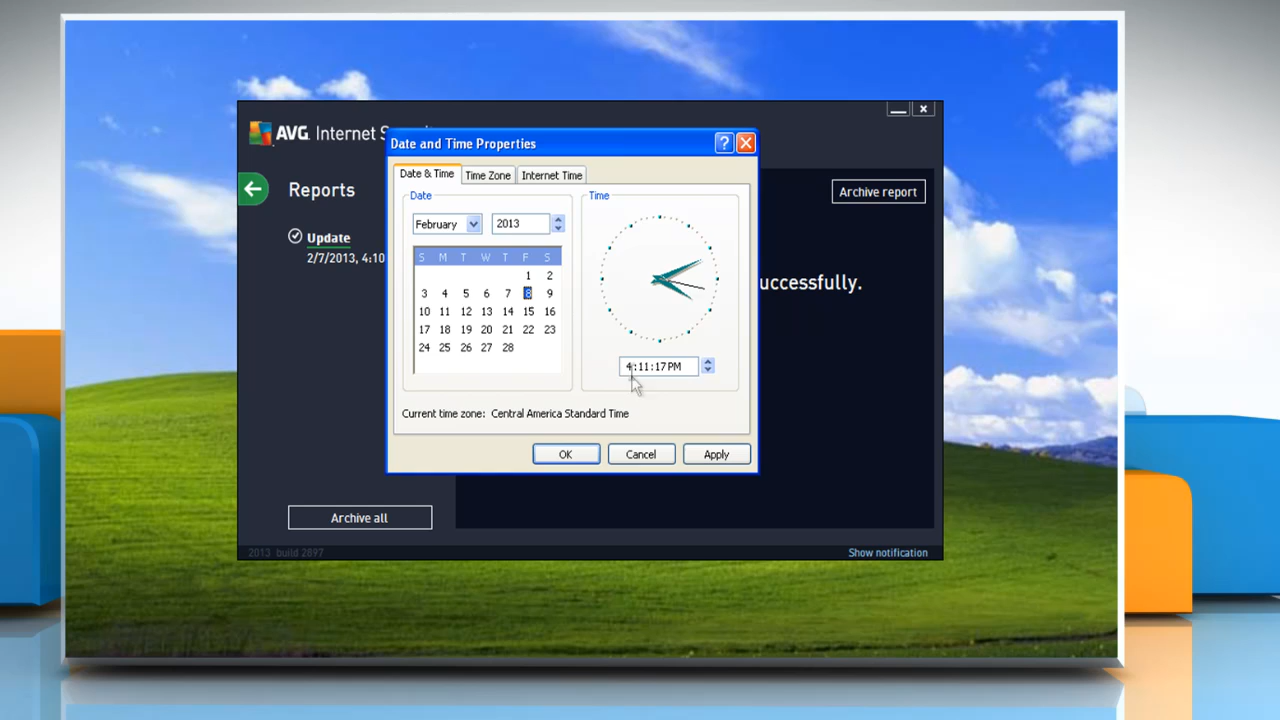 AVG. Internet S
Date and Time Properties
Date & Time Time Zone Internet Time
Reports
Archive report
Date
Time
February 2013
Update
2/7/2013, 4:10
S M T W T F S
1 2
3 4 5 6 7 8 9
10 11 12 13 14 15 16
17 18 19 20 21 22 23
24 25 26 27 28
uccessfully.
4:11:17 PM
Current time zone: Central America Standard Time
OK Cancel Apply
Archive all
2013 build 2897
Show notification